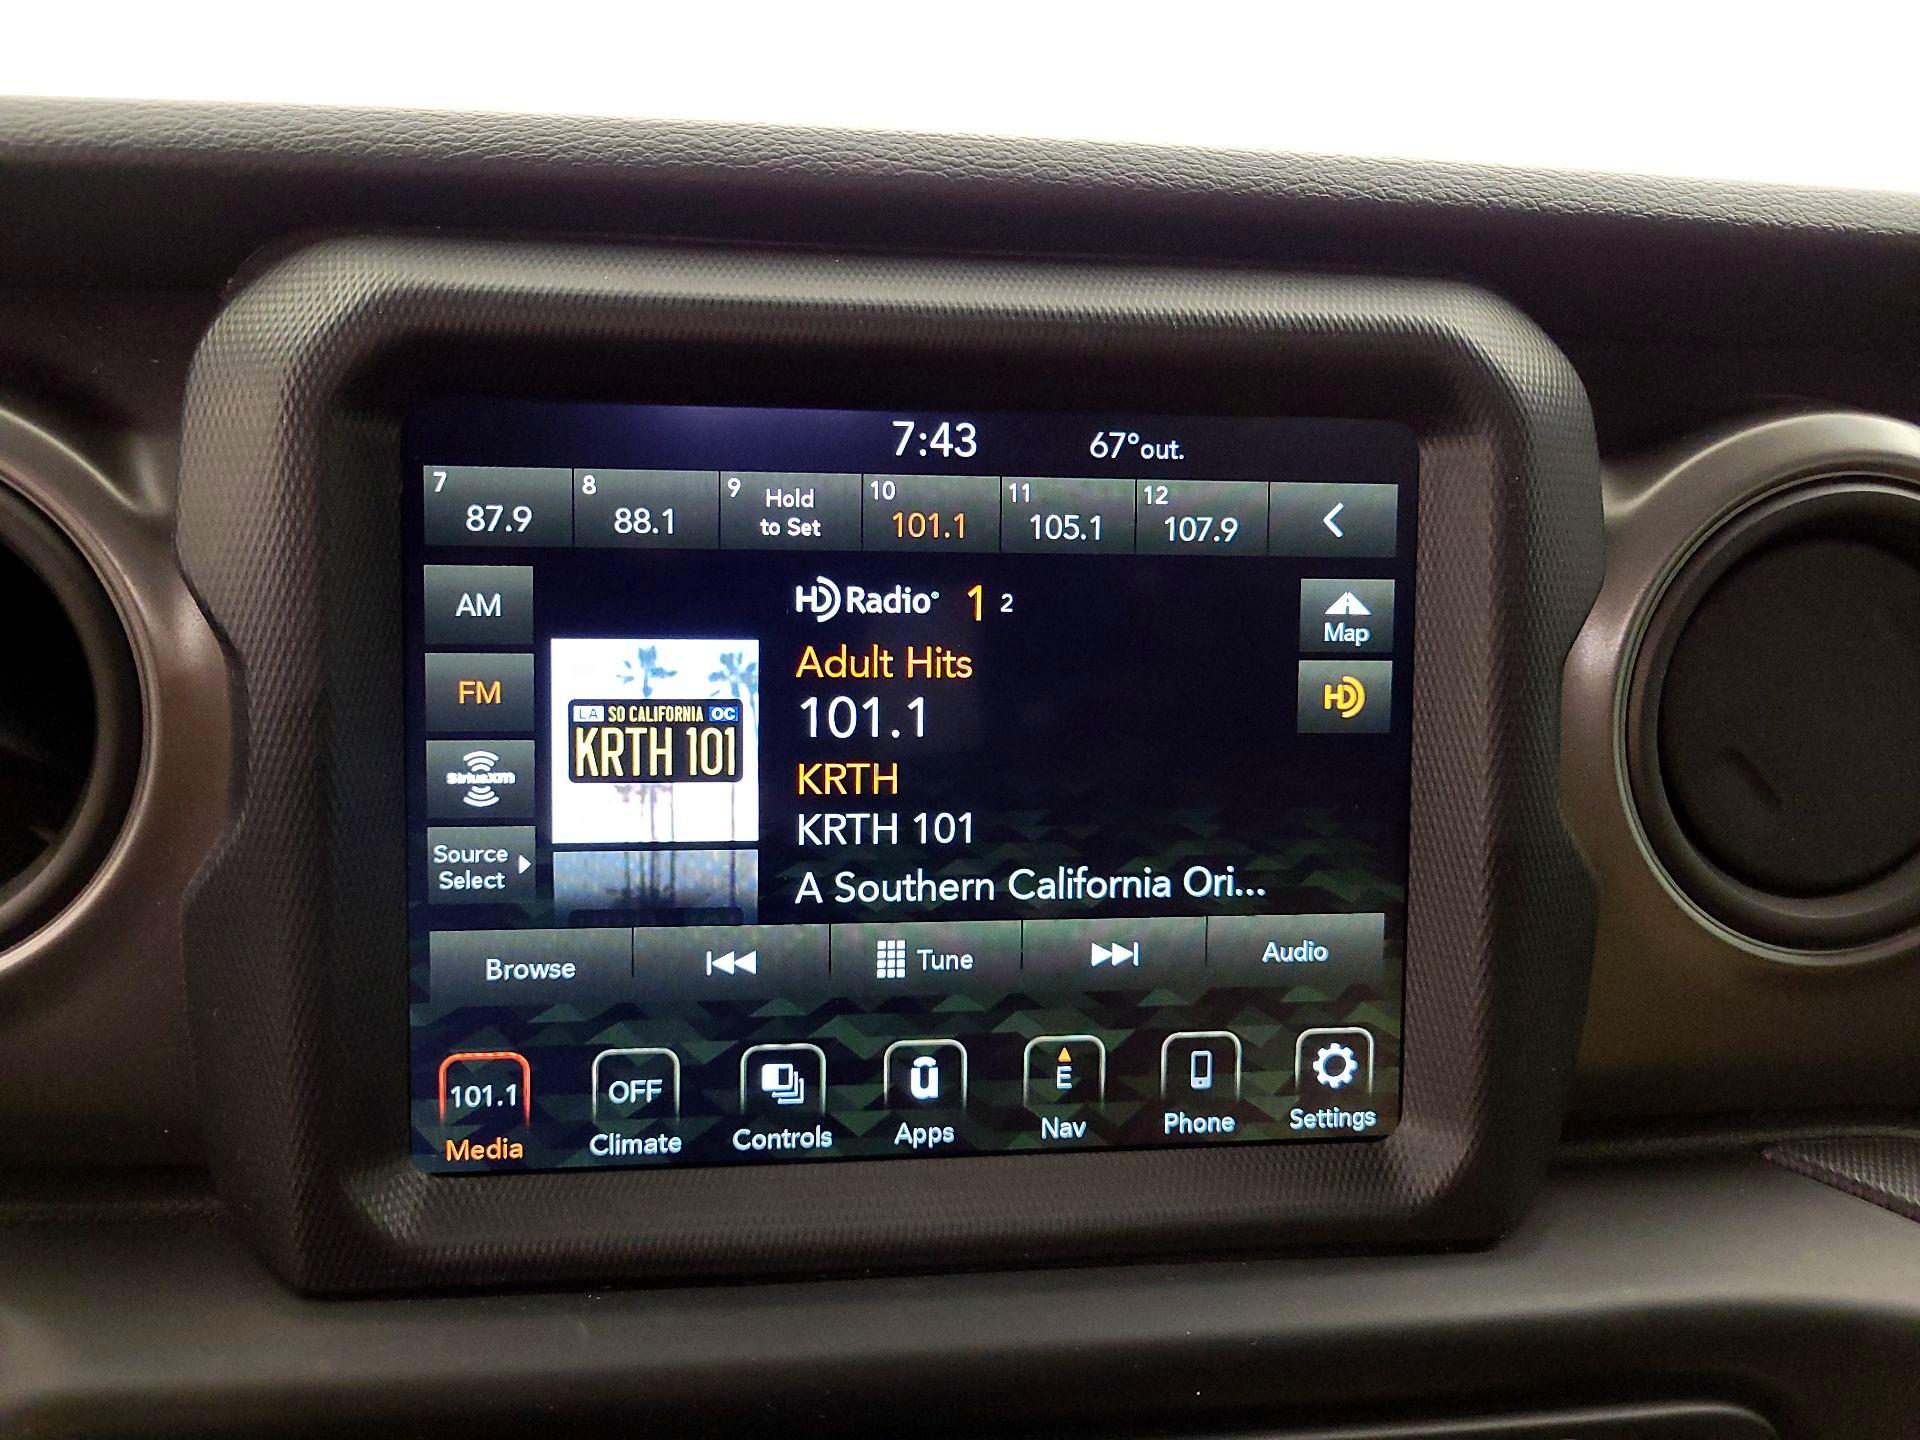 7:43 67°out.
7 87.9
8 88.1
9 Hold to Set
10 101.1
11 105.1
12 107.9
AM
FM
SiriusXM
Source
Select
LA SO CALIFORNIA OC
KRTH 101
HD Radio® 1 2
Adult Hits
101.1
KRTH
KRTH 101
A Southern California Ori...
Map
HD
Browse Tune Audio
101.1 Media
OFF Climate
Controls
ū Apps
E Nav
Phone
Settings